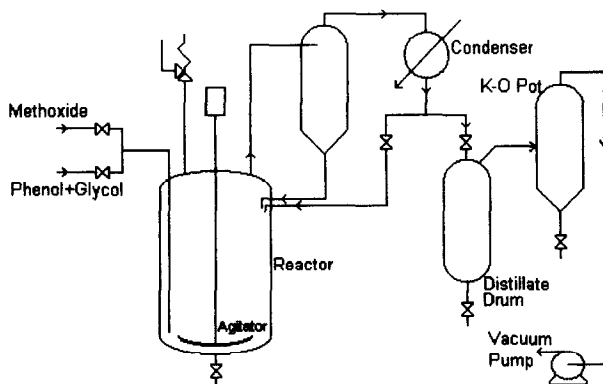 Condenser
K-O Pot
Methoxide
Phenol+Glycol
Reactor
Agitator
Distillate
Drum
Vacuum
Pump